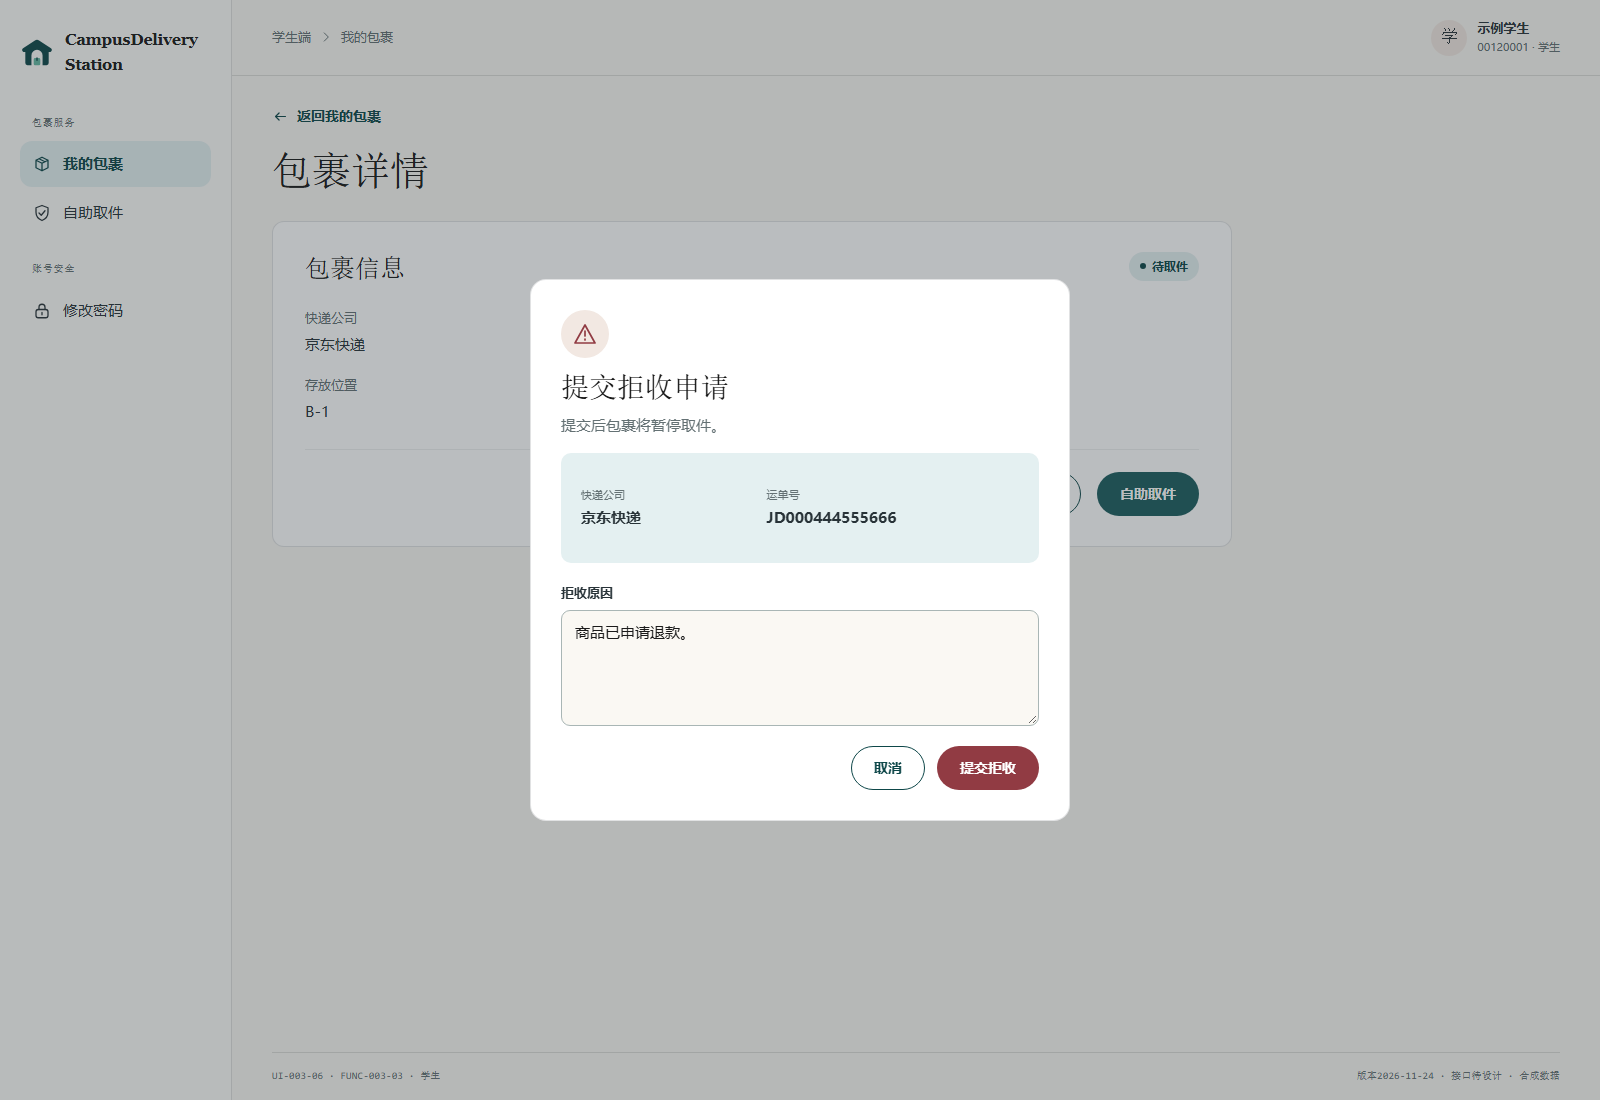 CampusDelivery
Station
包裹服务
我的包裹
自助取件
账号安全
修改密码
学生端 > 我的包裹
学
示例学生
00120001 · 学生
← 返回我的包裹
包裹详情
包裹信息
待取件
快递公司
京东快递
存放位置
B-1
自助取件
提交拒收申请
提交后包裹将暂停取件。
快递公司
运单号
京东快递
JD000444555666
拒收原因
商品已申请退款。
取消
提交拒收
UI-003-06 · FUNC-003-03 · 学生
版本2026-11-24 · 接口待设计 · 合成数据